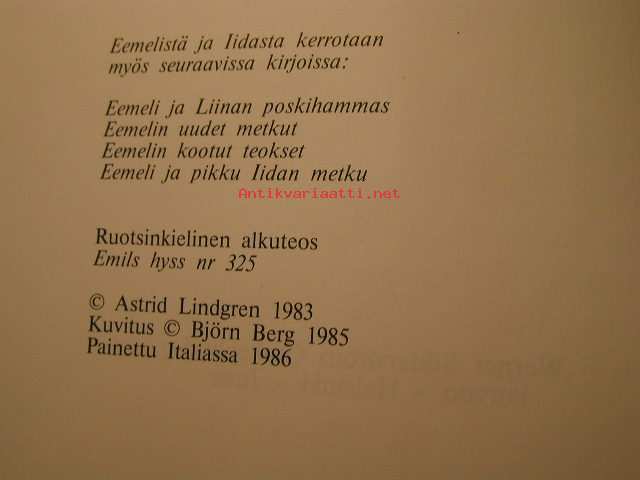 Eemelistä ja Iidasta kerrotaan
myös seuraavissa kirjoissa:
Eemeli ja Liinan poskihammas
Eemelin uudet metkut
Eemelin kootut teokset
Eemeli ja pikku Iidan metku
Antikvariaatti.net
Ruotsinkielinen alkuteos
Emils hyss nr 325
© Astrid Lindgren 1983
Kuvitus © Björn Berg 1985
Painettu Italiassa 1986